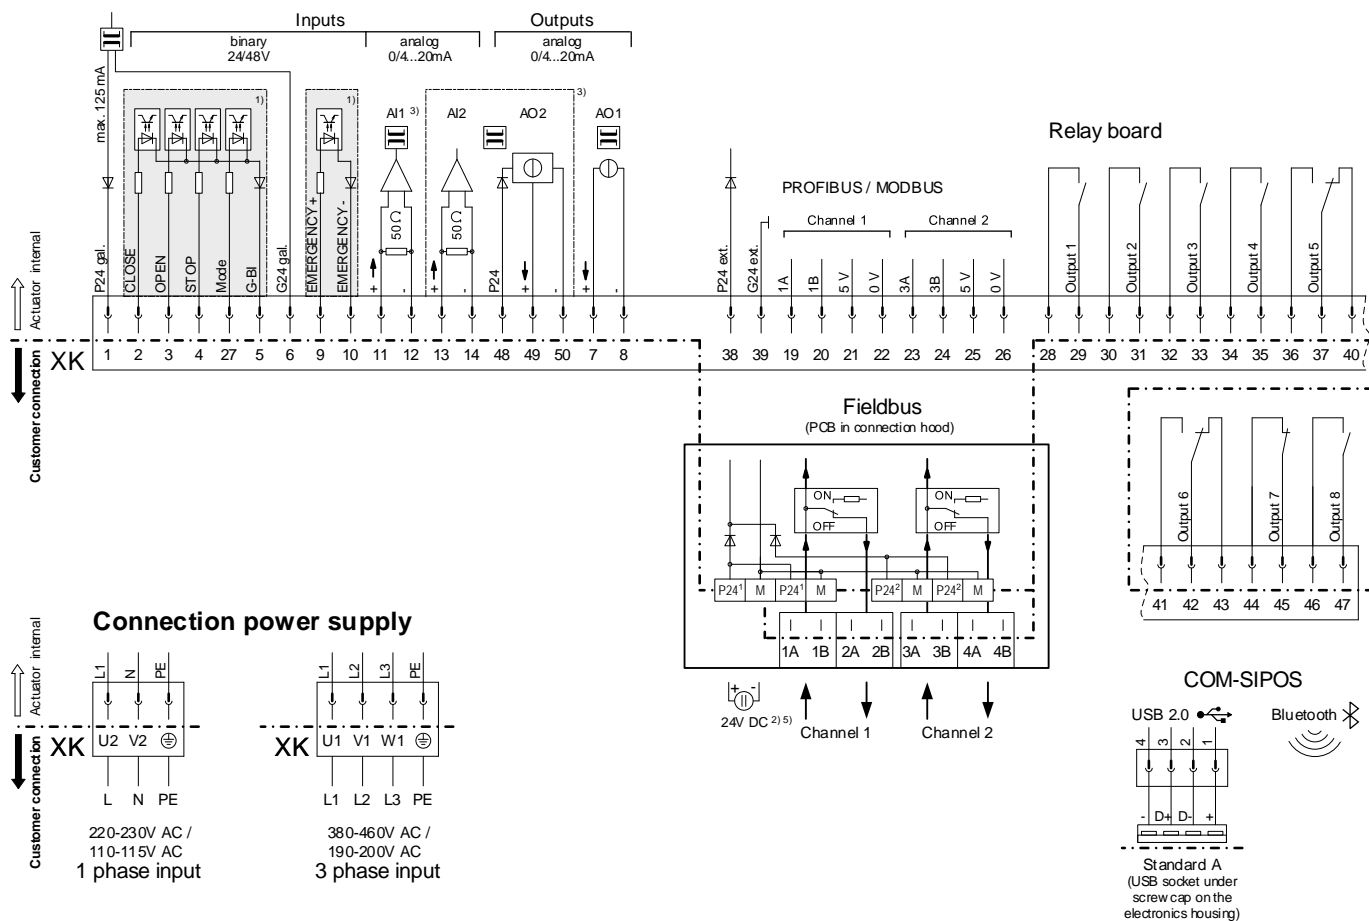 Inputs
Outputs
binary
24/48V
analog
0/4...20mA
analog
0/4...20mA
max. 125 mA
1)
1)
AI1 3)
AI2
AO2
3)
AO1
50 Ω
50 Ω
Actuator internal
P24 gal.
CLOSE
OPEN
STOP
Mode
G-BI
G24 gal.
EMERGENCY +
EMERGENCY -
+ - + -
P24
+ - + -
P24 ext.
G24 ext.
PROFIBUS / MODBUS
Channel 1
Channel 2
1A 1B 5 V 0 V 3A 3B 5 V 0 V
Relay board
Output 1
Output 2
Output 3
Output 4
Output 5
Customer connection
XK
1 2 3 4 27 5 6 9 10 11 12 13 14 48 49 50 7 8 38 39 19 20 21 22 23 24 25 26 28 29 30 31 32 33 34 35 36 37 40
Fieldbus
(PCB in connection hood)
ON
OFF
ON
OFF
P24¹ M P24¹ M P24² M P24² M
1A 1B 2A 2B 3A 3B 4A 4B
+ -
24V DC 2) 5)
Channel 1
Channel 2
Output 6
Output 7
Output 8
41 42 43 44 45 46 47
Connection power supply
Actuator internal
Customer connection
L1 N PE
XK
U2 V2
L N PE
220-230V AC /
110-115V AC
1 phase input
L1 L2 L3 PE
XK
U1 V1 W1
L1 L2 L3 PE
380-460V AC /
190-200V AC
3 phase input
COM-SIPOS
USB 2.0
Bluetooth
4 3 2 1
- D+ D- +
Standard A
(USB socket under
screw cap on the
electronics housing)